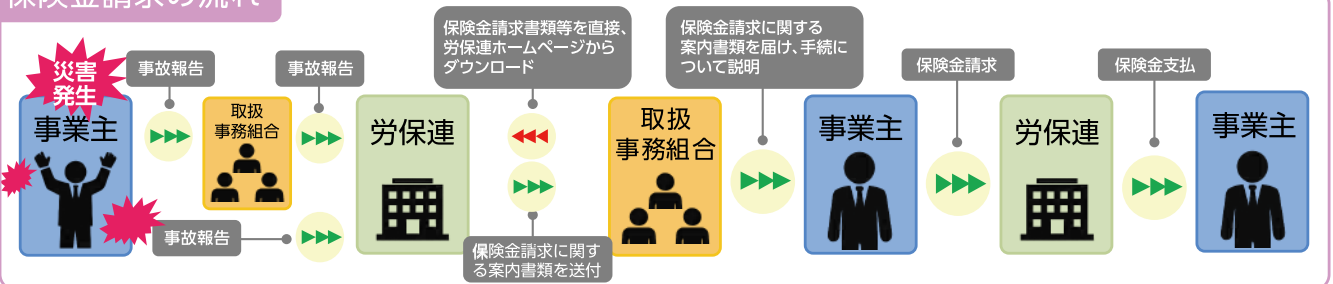 保険金請求の流れ
災害
発生
事業主
事故報告
取扱
事務組合
事故報告
事故報告
労保連
保険金請求書類等を直接、
労保連ホームページから
ダウンロード
保険金請求に関す
る案内書類を送付
取扱
事務組合
保険金請求に関する
案内書類を届け、手続に
ついて説明
事業主
保険金請求
労保連
保険金支払
事業主